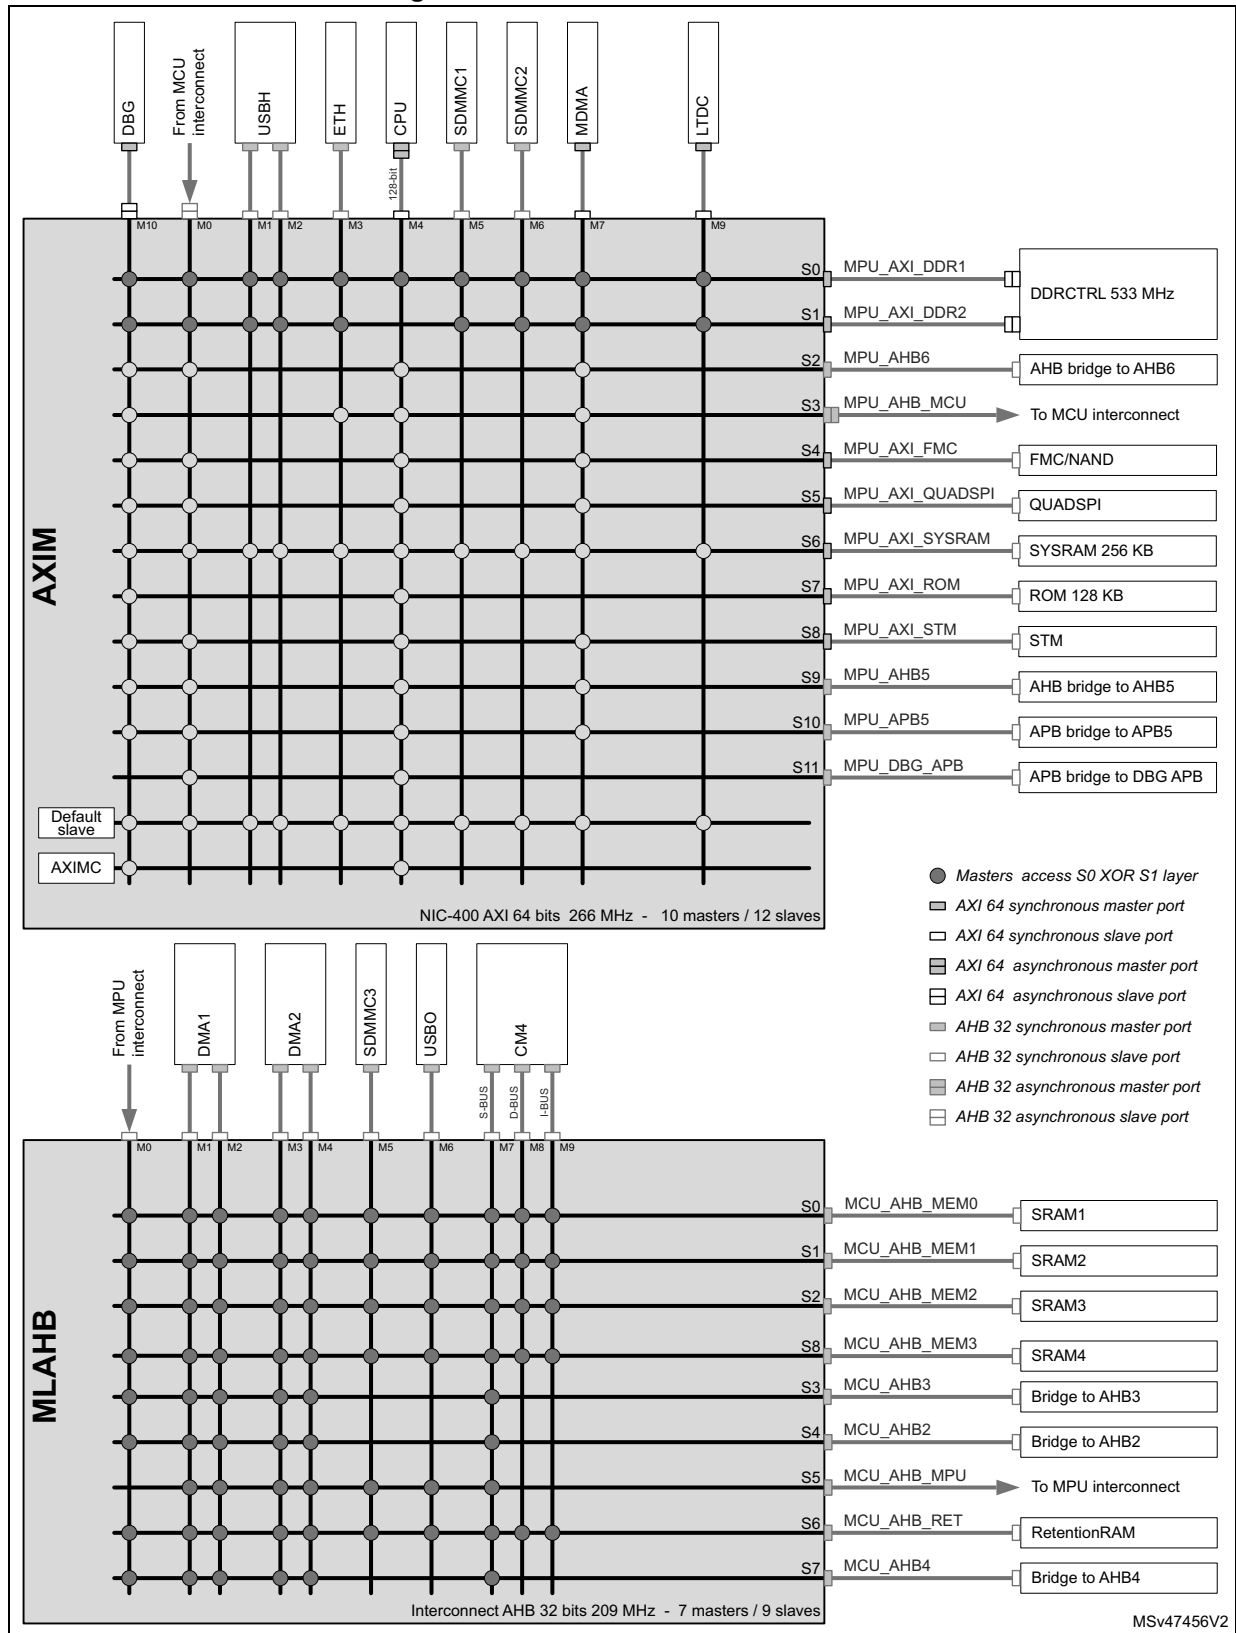 DBG
From MCU
interconnect
USBH
ETH
CPU
SDMMC1
SDMMC2
MDMA
LTDC
128-bit
M10
M0
M1
M2
M3
M4
M5
M6
M7
M9
AXIM
S0
MPU_AXI_DDR1
DDRCTRL 533 MHz
S1
MPU_AXI_DDR2
S2
MPU_AHB6
AHB bridge to AHB6
S3
MPU_AHB_MCU
To MCU interconnect
S4
MPU_AXI_FMC
FMC/NAND
S5
MPU_AXI_QUADSPI
QUADSPI
S6
MPU_AXI_SYSRAM
SYSRAM 256 KB
S7
MPU_AXI_ROM
ROM 128 KB
S8
MPU_AXI_STM
STM
S9
MPU_AHB5
AHB bridge to AHB5
S10
MPU_APB5
APB bridge to APB5
S11
MPU_DBG_APB
APB bridge to DBG APB
Default
slave
AXIMC
NIC-400 AXI 64 bits 266 MHz - 10 masters / 12 slaves
Masters access S0 XOR S1 layer
AXI 64 synchronous master port
AXI 64 synchronous slave port
AXI 64 asynchronous master port
AXI 64 asynchronous slave port
AHB 32 synchronous master port
AHB 32 synchronous slave port
AHB 32 asynchronous master port
AHB 32 asynchronous slave port
From MPU
interconnect
DMA1
DMA2
SDMMC3
USBO
CM4
S-BUS
D-BUS
I-BUS
M0
M1
M2
M3
M4
M5
M6
M7
M8
M9
MLAHB
S0
MCU_AHB_MEM0
SRAM1
S1
MCU_AHB_MEM1
SRAM2
S2
MCU_AHB_MEM2
SRAM3
S8
MCU_AHB_MEM3
SRAM4
S3
MCU_AHB3
Bridge to AHB3
S4
MCU_AHB2
Bridge to AHB2
S5
MCU_AHB_MPU
To MPU interconnect
S6
MCU_AHB_RET
RetentionRAM
S7
MCU_AHB4
Bridge to AHB4
Interconnect AHB 32 bits 209 MHz - 7 masters / 9 slaves
MSv47456V2